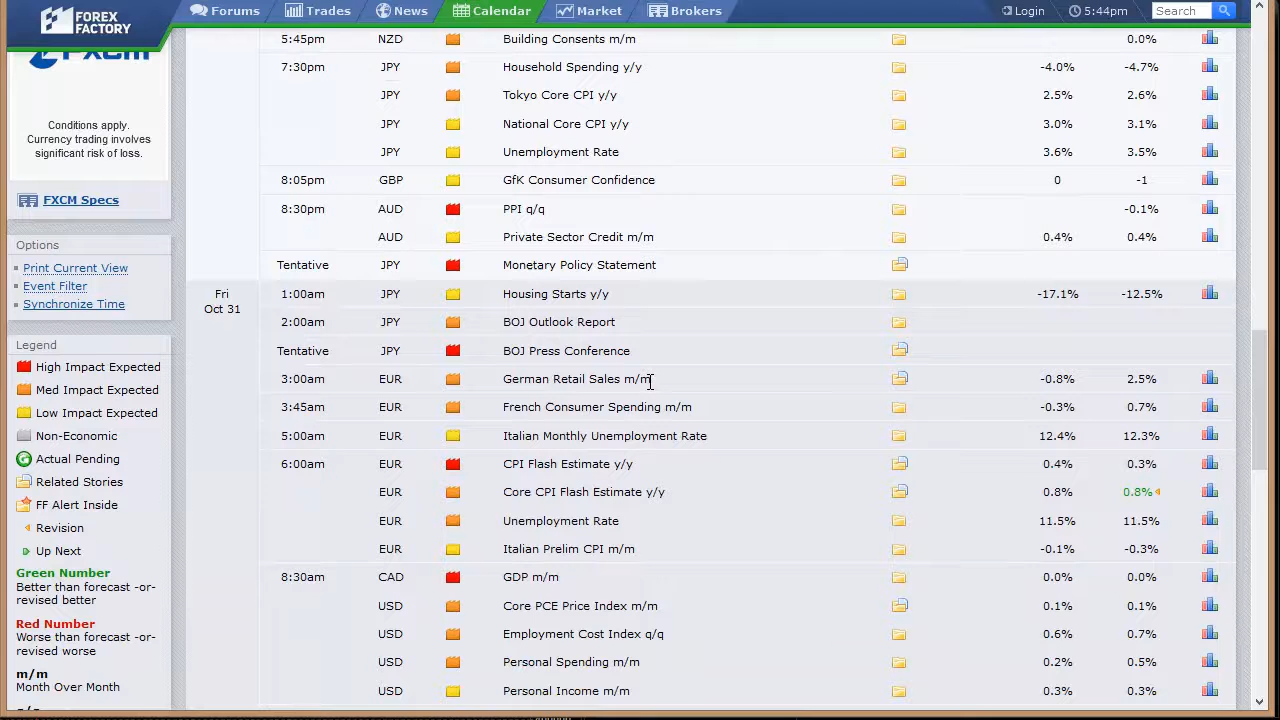 FOREX FACTORY
Forums Trades News Calendar Market Brokers Login 5:44pm Search
FXCM
Conditions apply.
Currency trading involves
significant risk of loss.
FXCM Specs
Options
Print Current View
Event Filter
Synchronize Time
Legend
High Impact Expected
Med Impact Expected
Low Impact Expected
Non-Economic
Actual Pending
Related Stories
FF Alert Inside
Revision
Up Next
Green Number
Better than forecast -or-
revised better
Red Number
Worse than forecast -or-
revised worse
m/m
Month Over Month
5:45pm NZD Building Consents m/m 0.0%
7:30pm JPY Household Spending y/y -4.0% -4.7%
JPY Tokyo Core CPI y/y 2.5% 2.6%
JPY National Core CPI y/y 3.0% 3.1%
JPY Unemployment Rate 3.6% 3.5%
8:05pm GBP GfK Consumer Confidence 0 -1
8:30pm AUD PPI q/q -0.1%
AUD Private Sector Credit m/m 0.4% 0.4%
Tentative JPY Monetary Policy Statement
Fri 1:00am JPY Housing Starts y/y -17.1% -12.5%
Oct 31
2:00am JPY BOJ Outlook Report
Tentative JPY BOJ Press Conference
3:00am EUR German Retail Sales m/m -0.8% 2.5%
3:45am EUR French Consumer Spending m/m -0.3% 0.7%
5:00am EUR Italian Monthly Unemployment Rate 12.4% 12.3%
6:00am EUR CPI Flash Estimate y/y 0.4% 0.3%
EUR Core CPI Flash Estimate y/y 0.8% 0.8%
EUR Unemployment Rate 11.5% 11.5%
EUR Italian Prelim CPI m/m -0.1% -0.3%
8:30am CAD GDP m/m 0.0% 0.0%
USD Core PCE Price Index m/m 0.1% 0.1%
USD Employment Cost Index q/q 0.6% 0.7%
USD Personal Spending m/m 0.2% 0.5%
USD Personal Income m/m 0.3% 0.3%